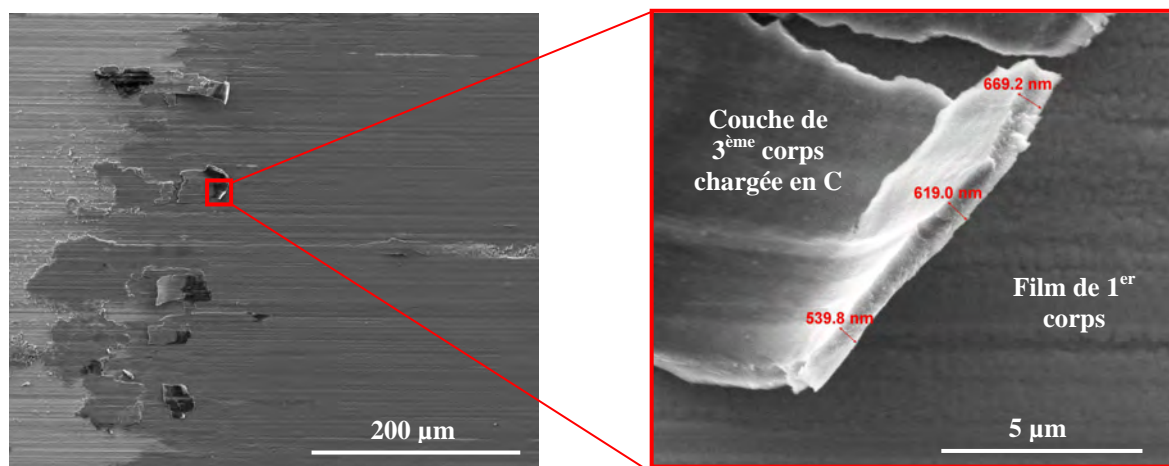 200 µm
669.2 nm
Couche de
3ème corps
chargée en C
619.0 nm
Film de 1er
corps
539.8 nm
5 µm